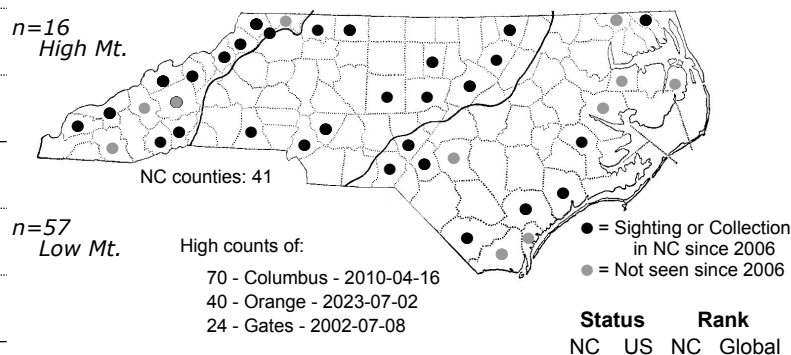 n=16
High Mt.
NC counties: 41
n=57
Low Mt.
High counts of:
70 - Columbus - 2010-04-16
40 - Orange - 2023-07-02
24 - Gates - 2002-07-08
= Sighting or Collection
in NC since 2006
= Not seen since 2006
Status Rank
NC US NC Global